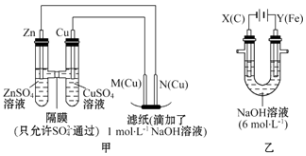 Zn Cu
X(C) Y(Fe)
M(Cu) N(Cu)
ZnSO₄ CuSO₄
溶液 溶液
隔膜 滤纸(滴加了
(只允许SO₄²⁻通过) 1 mol·L⁻¹ NaOH溶液)
甲
NaOH溶液
(6 mol·L⁻¹)
乙